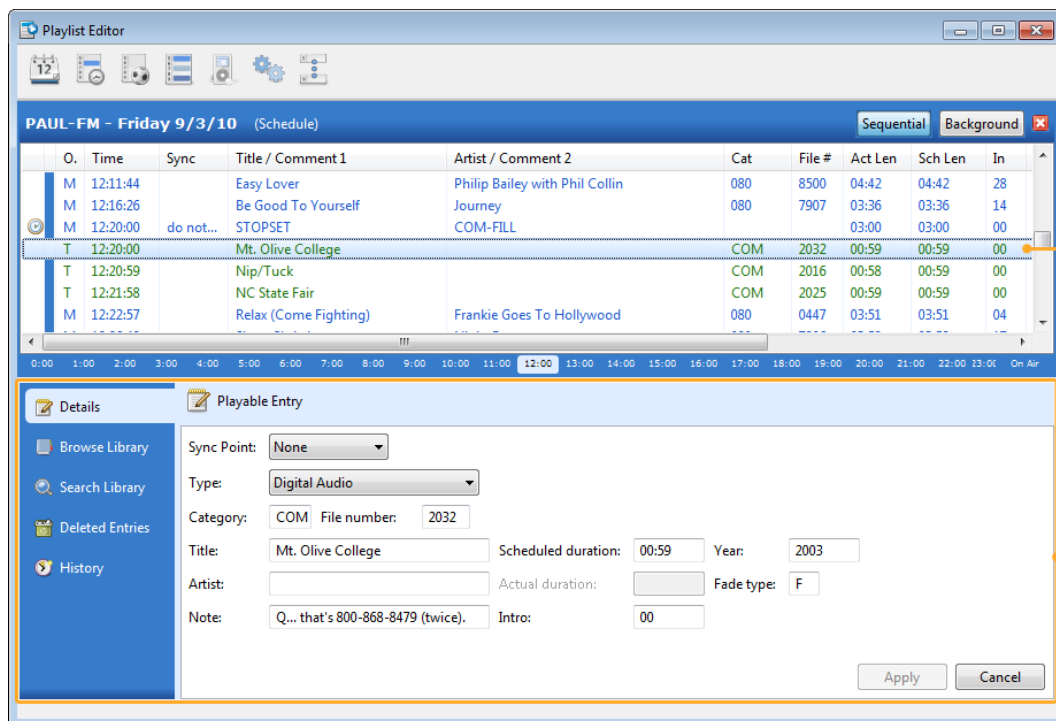 Playlist Editor
12
PAUL-FM - Friday 9/3/10 (Schedule) Sequential Background
O. Time Sync Title / Comment 1 Artist / Comment 2 Cat File # Act Len Sch Len In
M 12:11:44 Easy Lover Philip Bailey with Phil Collin 080 8500 04:42 04:42 28
M 12:16:26 Be Good To Yourself Journey 080 7907 03:36 03:36 14
M 12:20:00 do not... STOPSET COM-FILL 03:00 03:00 00
T 12:20:00 Mt. Olive College COM 2032 00:59 00:59 00
T 12:20:59 Nip/Tuck COM 2016 00:58 00:59 00
T 12:21:58 NC State Fair COM 2025 00:59 00:59 00
M 12:22:57 Relax (Come Fighting) Frankie Goes To Hollywood 080 0447 03:51 03:51 04
0:00 1:00 2:00 3:00 4:00 5:00 6:00 7:00 8:00 9:00 10:00 11:00 12:00 13:00 14:00 15:00 16:00 17:00 18:00 19:00 20:00 21:00 22:00 23:0( On Air
Details Playable Entry
Browse Library Sync Point: None
Search Library Type: Digital Audio
Category: COM File number: 2032
Deleted Entries
Title: Mt. Olive College Scheduled duration: 00:59 Year: 2003
History Artist: Actual duration: Fade type: F
Note: Q... that's 800-868-8479 (twice). Intro: 00
Apply Cancel